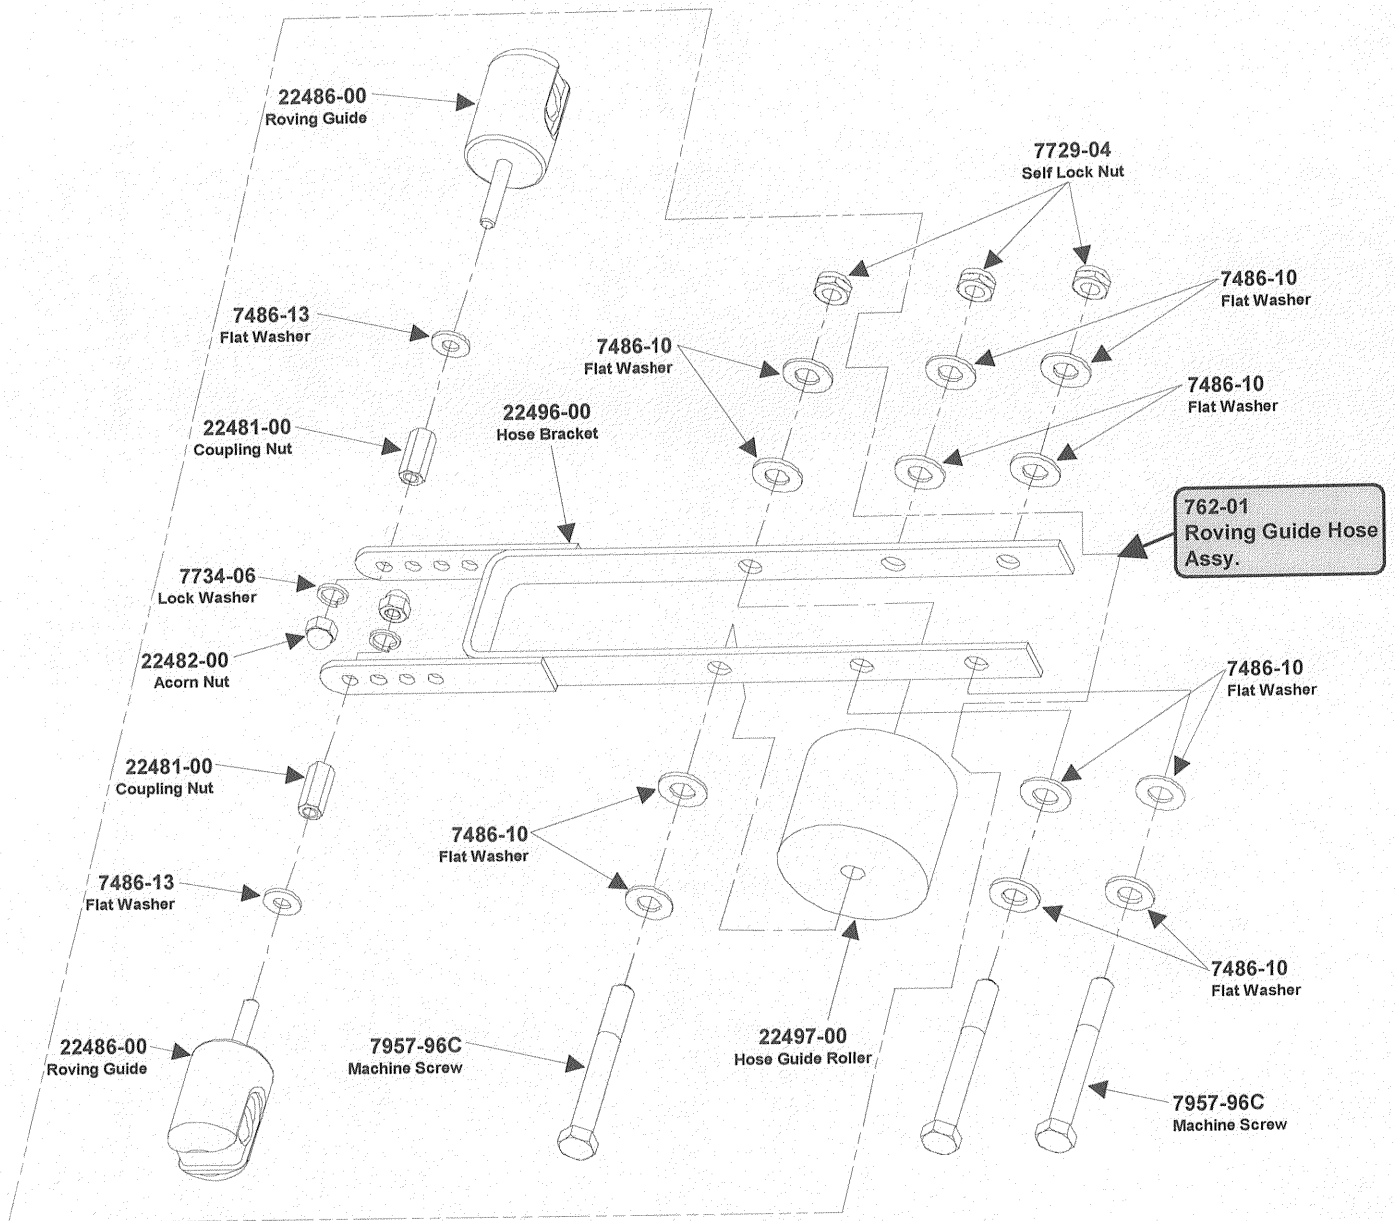 22486-00
Roving Guide
7729-04
Self Lock Nut
7486-10
Flat Washer
7486-13
Flat Washer
7486-10
Flat Washer
7486-10
Flat Washer
22496-00
Hose Bracket
22481-00
Coupling Nut
762-01
Roving Guide Hose
Assy.
7734-06
Lock Washer
22482-00
Acorn Nut
7486-10
Flat Washer
22481-00
Coupling Nut
7486-10
Flat Washer
7486-13
Flat Washer
7486-10
Flat Washer
22486-00
Roving Guide
7957-96C
Machine Screw
22497-00
Hose Guide Roller
7957-96C
Machine Screw